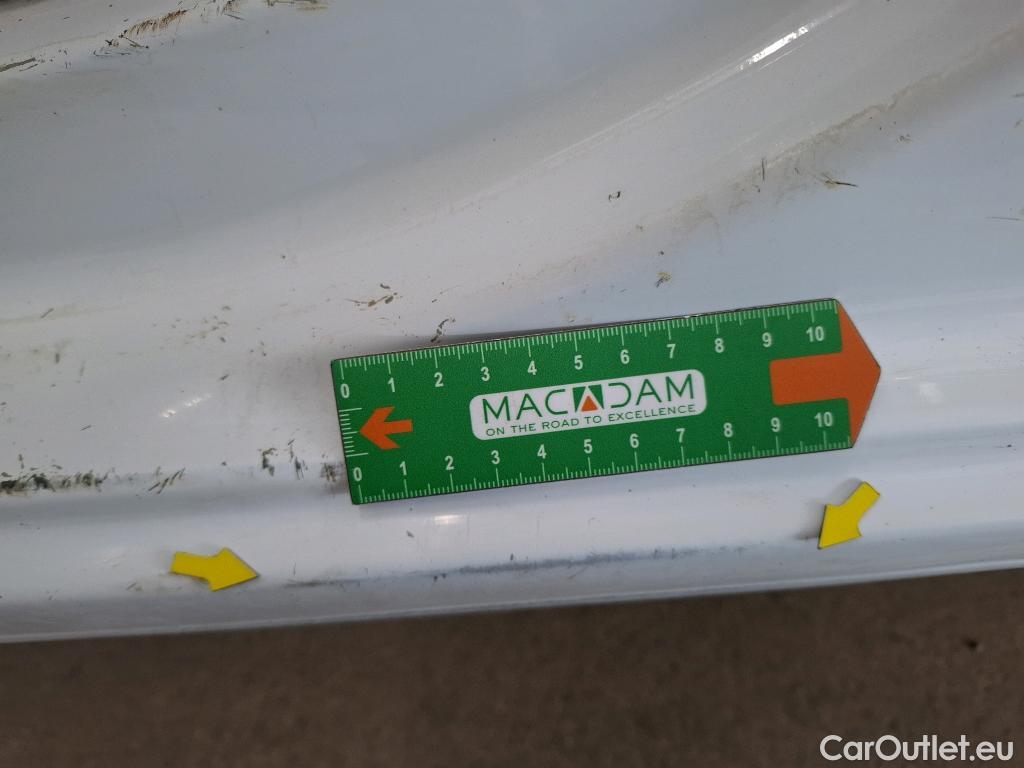 0 1 2 3 4 5 6 7 8 9 10
MACADAM
ON THE ROAD TO EXCELLENCE
0 1 2 3 4 5 6 7 8 9 10
CarOutlet.eu